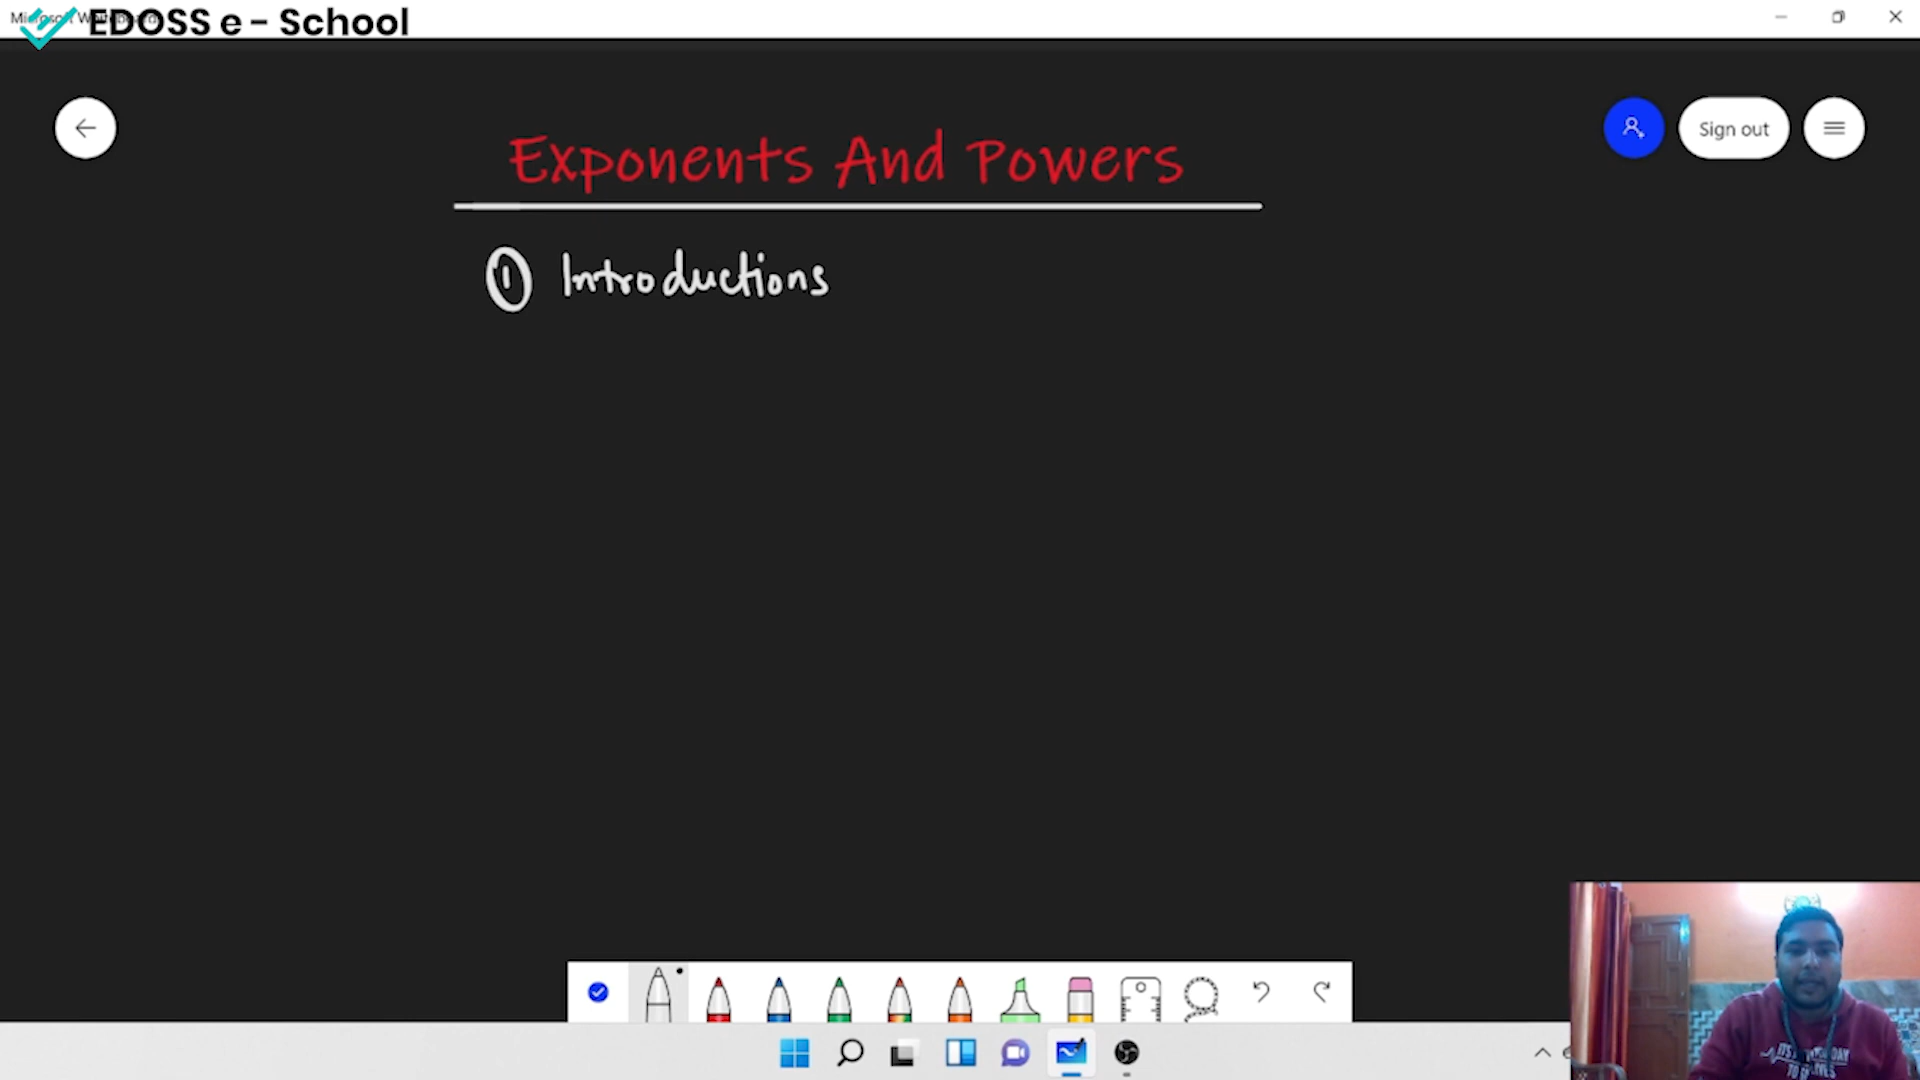 EDOSS e - School
Sign out
Exponents And Powers
① Introductions